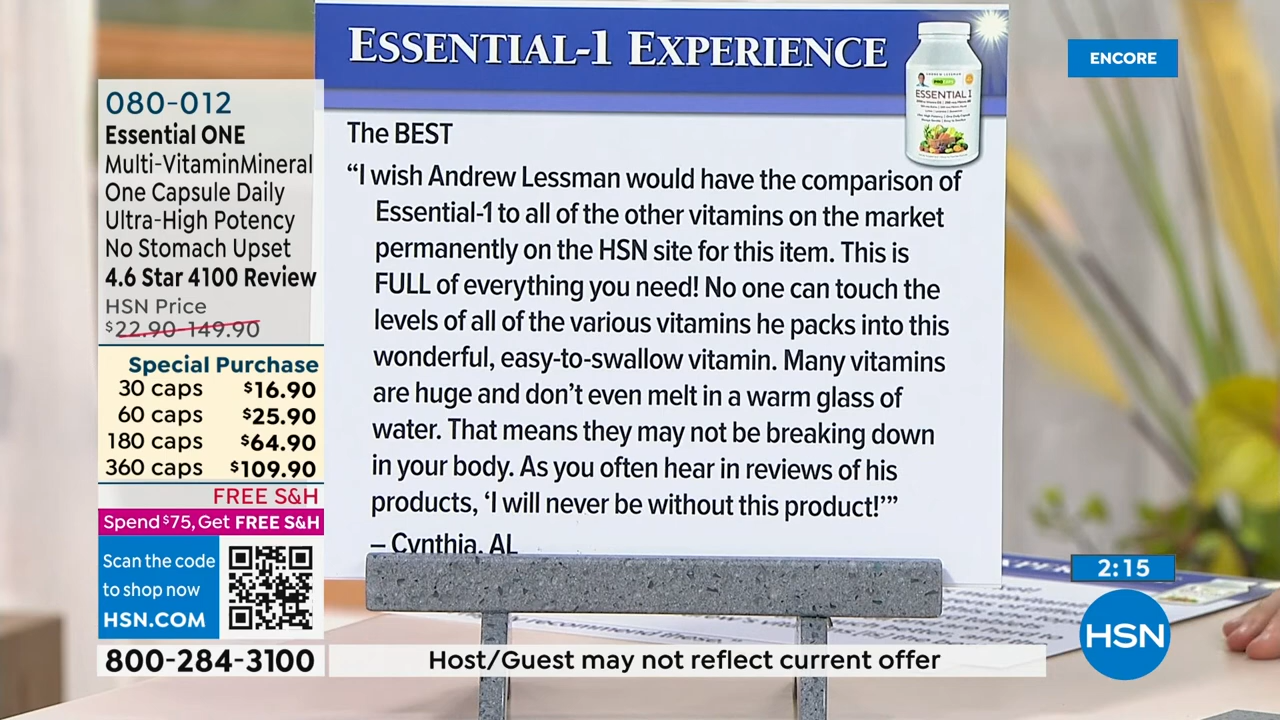 ESSENTIAL-1 EXPERIENCE
ESSENTIAL 1
ENCORE
080-012
Essential ONE
Multi-VitaminMineral
One Capsule Daily
Ultra-High Potency
No Stomach Upset
4.6 Star 4100 Review
HSN Price
$22.90-149.90
Special Purchase
30 caps $16.90
60 caps $25.90
180 caps $64.90
360 caps $109.90
FREE S&H
Spend $75, Get FREE S&H
Scan the code
to shop now
HSN.COM
800-284-3100
The BEST
“I wish Andrew Lessman would have the comparison of
Essential-1 to all of the other vitamins on the market
permanently on the HSN site for this item. This is
FULL of everything you need! No one can touch the
levels of all of the various vitamins he packs into this
wonderful, easy-to-swallow vitamin. Many vitamins
are huge and don’t even melt in a warm glass of
water. That means they may not be breaking down
in your body. As you often hear in reviews of his
products, ‘I will never be without this product!’”
– Cynthia, AL
2:15
HSN
Host/Guest may not reflect current offer